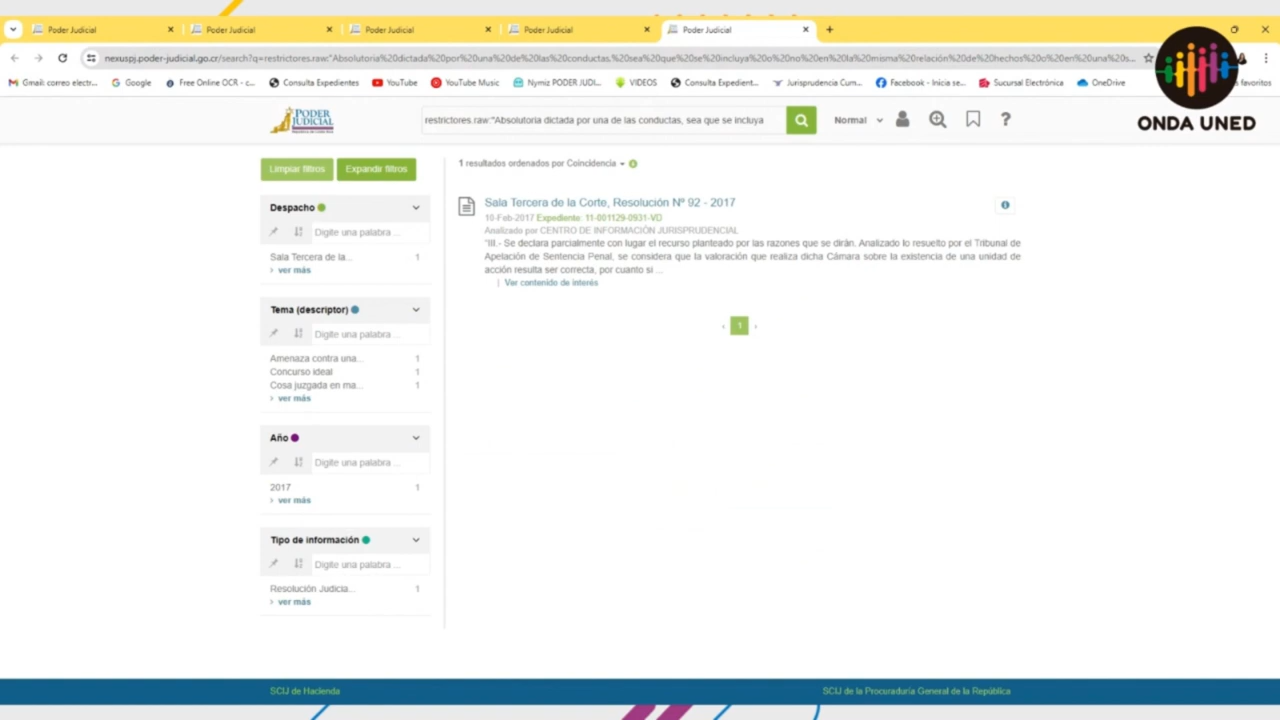 Poder Judicial
Poder Judicial
Poder Judicial
Poder Judicial
Poder Judicial
nexuspj.poder-judicial.go.cr/search?q=restrictores.raw:"Absolutoria%20dictada%20por%20una%20de%20las%20conductas,%20sea%20que%20se%20incluya%20o%20no%20en%20la%20misma%20relación%20de%20hechos%20o%20en%20una%20s...
Gmail: correo electr...
Google
Free Online OCR - c...
Consulta Expedientes
YouTube
YouTube Music
Nymiz PODER JUDI...
VIDEOS
Consulta Expedient...
Jurisprudencia Cum...
Facebook - Inicia se...
Sucursal Electrónica
OneDrive
favoritos
ONDA UNED
PODER
JUDICIAL
restrictores.raw:"Absolutoria dictada por una de las conductas, sea que se incluya
Normal
?
Limpiar filtros
Expandir filtros
1 resultados ordenados por Coincidencia
Despacho
Digite una palabra ...
Sala Tercera de la... 1
› ver más
Tema (descriptor)
Digite una palabra ...
Amenaza contra una... 1
Concurso ideal 1
Cosa juzgada en ma... 1
› ver más
Año
Digite una palabra ...
2017 1
› ver más
Tipo de información
Digite una palabra ...
Resolución Judicia... 1
› ver más
Sala Tercera de la Corte, Resolución Nº 92 - 2017
10-Feb-2017 Expediente: 11-001129-0931-VD
Analizado por CENTRO DE INFORMACIÓN JURISPRUDENCIAL
"III.- Se declara parcialmente con lugar el recurso planteado por las razones que se dirán. Analizado lo resuelto por el Tribunal de
Apelación de Sentencia Penal, se considera que la valoración que realiza dicha Cámara sobre la existencia de una unidad de
acción resulta ser correcta, por cuanto si ...
| Ver contenido de interés
‹ 1 ›
SCIJ de Hacienda
SCIJ de la Procuraduría General de la República